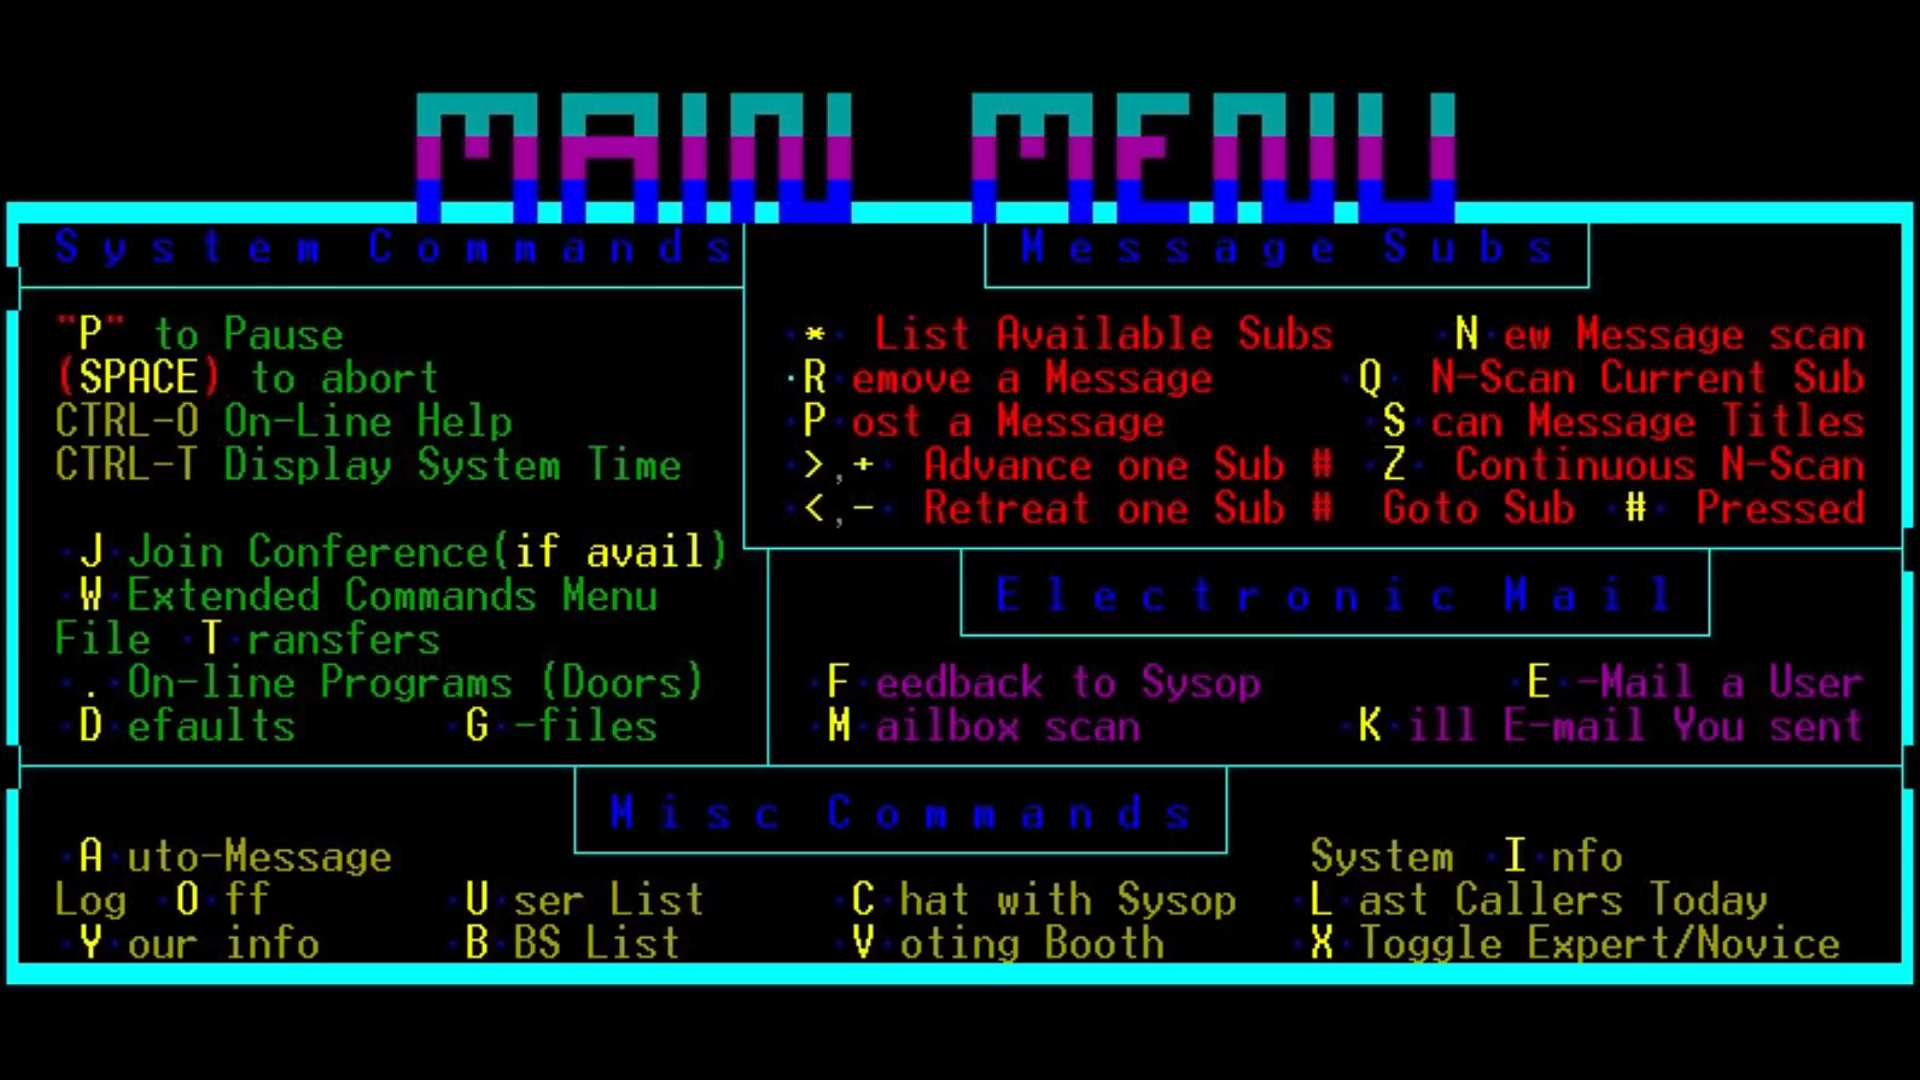 MAIN MENU
System Commands
"P" to Pause
(SPACE) to abort
CTRL-O On-Line Help
CTRL-T Display System Time
J Join Conference(if avail)
W Extended Commands Menu
File T ransfers
. On-line Programs (Doors)
D efaults G -files
Message Subs
* List Available Subs N ew Message scan
R emove a Message Q N-Scan Current Sub
P ost a Message S can Message Titles
>,+ Advance one Sub # Z Continuous N-Scan
<,- Retreat one Sub # Goto Sub # Pressed
Electronic Mail
F eedback to Sysop E -Mail a User
M ailbox scan K ill E-mail You sent
Misc Commands
A uto-Message System I nfo
Log O ff U ser List C hat with Sysop L ast Callers Today
Y our info B BS List V oting Booth X Toggle Expert/Novice